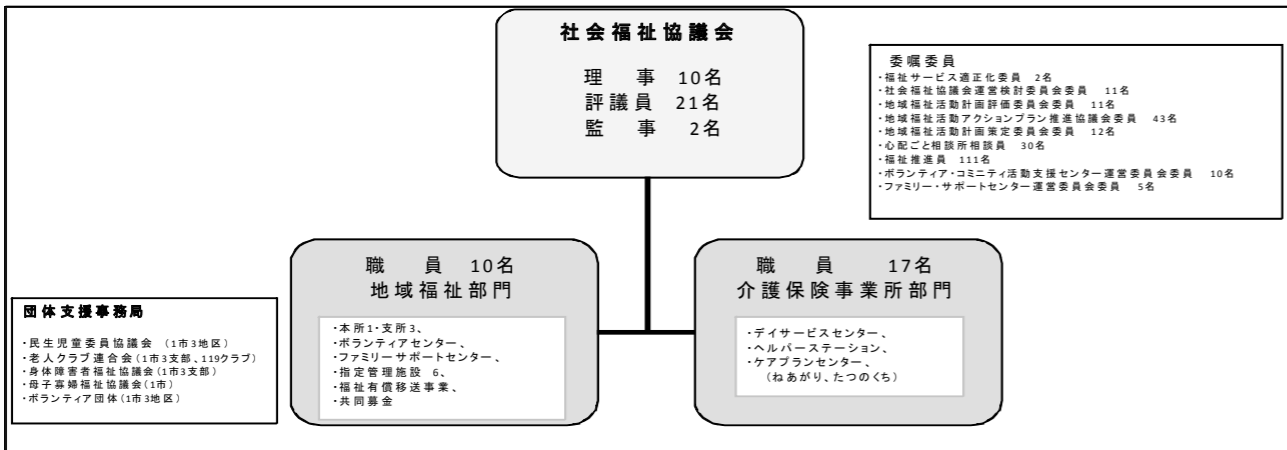 社会福祉協議会
理　事　10名
評議員　21名
監　事　2名
委嘱委員
・福祉サービス適正化委員　2名
・社会福祉協議会運営検討委員会委員　11名
・地域福祉活動計画評価委員会委員　11名
・地域福祉活動アクションプラン推進協議会委員　43名
・地域福祉活動計画策定委員会委員　12名
・心配ごと相談所相談員　30名
・福祉推進員　111名
・ボランティア・コミニティ活動支援センター運営委員会委員　10名
・ファミリー・サポートセンター運営委員会委員　5名
職　員　10名
地域福祉部門
・本所1・支所3、
・ボランティアセンター、
・ファミリーサポートセンター、
・指定管理施設 6、
・福祉有償移送事業、
・共同募金
職　員　17名
介護保険事業所部門
・デイサービスセンター、
・ヘルパーステーション、
・ケアプランセンター、
（ねあがり、たつのくち）
団体支援事務局
・民生児童委員協議会　（1市3地区）
・老人クラブ連合会（1市3支部、119クラブ）
・身体障害者福祉協議会（1市3支部）
・母子寡婦福祉協議会（1市）
・ボランティア団体（1市3地区）